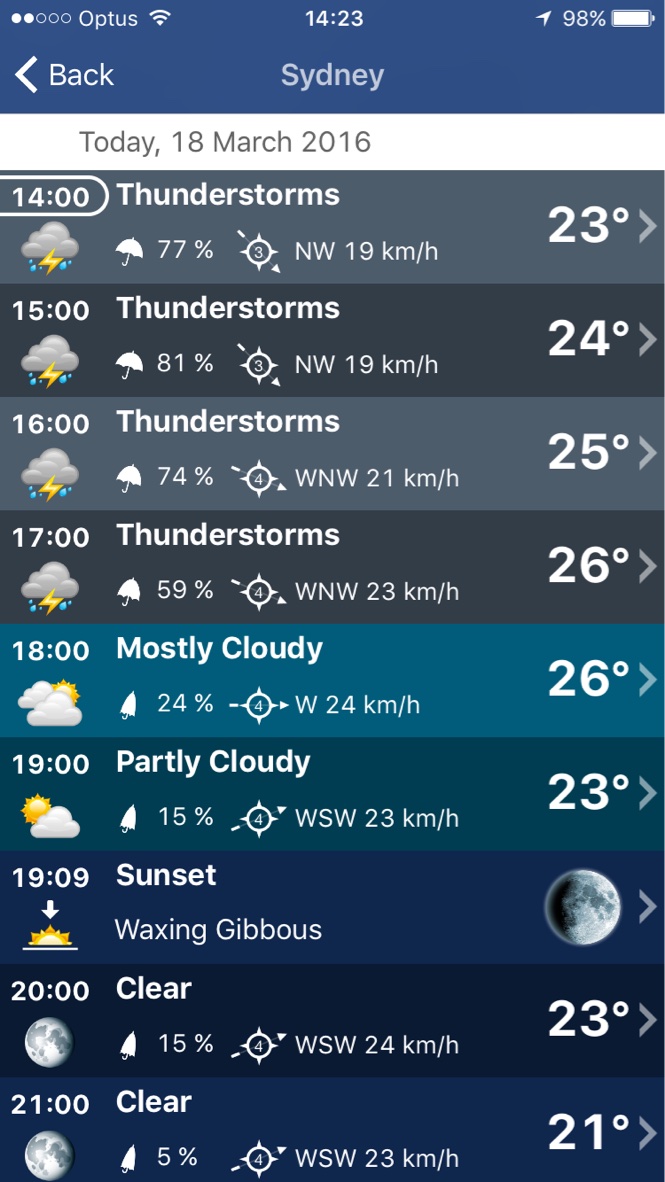 Optus 14:23 98%
Back Sydney
Today, 18 March 2016
14:00 Thunderstorms
77 % 3 NW 19 km/h 23°
15:00 Thunderstorms
81 % 3 NW 19 km/h 24°
16:00 Thunderstorms
74 % 4 WNW 21 km/h 25°
17:00 Thunderstorms
59 % 4 WNW 23 km/h 26°
18:00 Mostly Cloudy
24 % 4 W 24 km/h 26°
19:00 Partly Cloudy
15 % 4 WSW 23 km/h 23°
19:09 Sunset
Waxing Gibbous
20:00 Clear
15 % 4 WSW 24 km/h 23°
21:00 Clear
5 % 4 WSW 23 km/h 21°